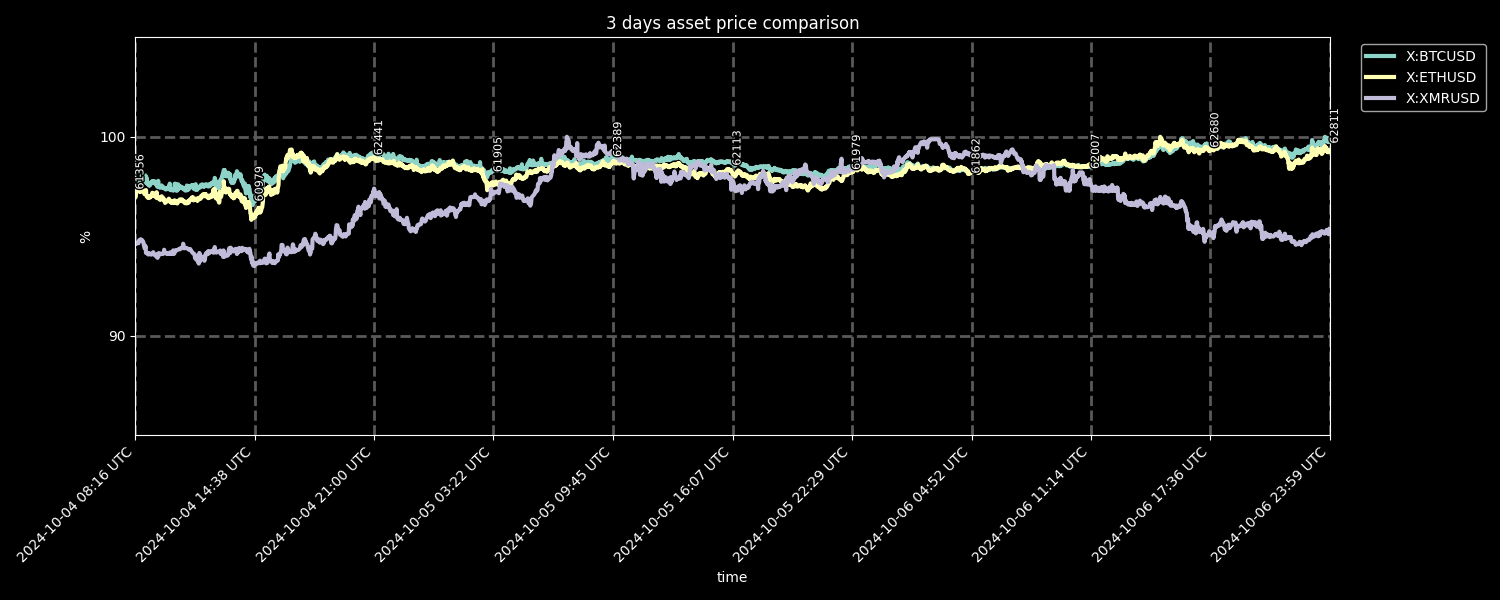 3 days asset price comparison
X:BTCUSD
X:ETHUSD
X:XMRUSD
100
90
%
61356
60979
62441
61905
62389
62113
61979
61862
62007
62680
62811
2024-10-04 08:16 UTC
2024-10-04 14:38 UTC
2024-10-04 21:00 UTC
2024-10-05 03:22 UTC
2024-10-05 09:45 UTC
2024-10-05 16:07 UTC
2024-10-05 22:29 UTC
2024-10-06 04:52 UTC
2024-10-06 11:14 UTC
2024-10-06 17:36 UTC
2024-10-06 23:59 UTC
time